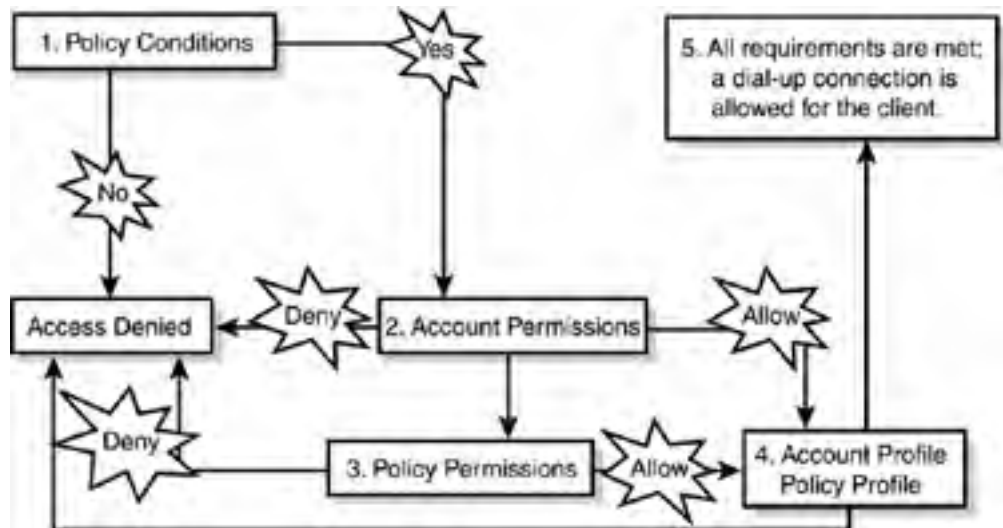 1. Policy Conditions
Yes
5. All requirements are met;
a dial-up connection is
allowed for the client.
No
Access Denied
Deny
2. Account Permissions
Allow
Deny
3. Policy Permissions
Allow
4. Account Profile
Policy Profile